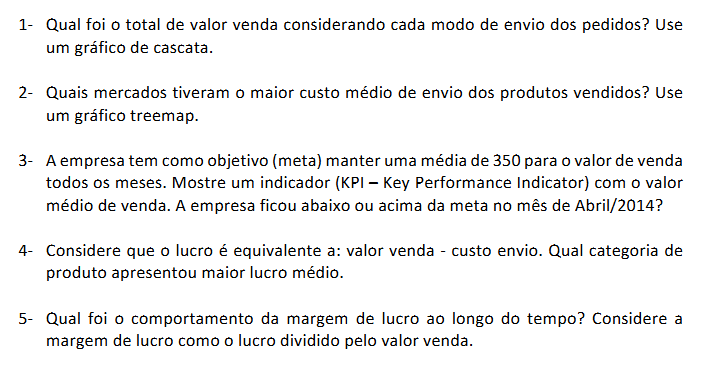 1- Qual foi o total de valor venda considerando cada modo de envio dos pedidos? Use
um gráfico de cascata.
2- Quais mercados tiveram o maior custo médio de envio dos produtos vendidos? Use
um gráfico treemap.
3- A empresa tem como objetivo (meta) manter uma média de 350 para o valor de venda
todos os meses. Mostre um indicador (KPI – Key Performance Indicator) com o valor
médio de venda. A empresa ficou abaixo ou acima da meta no mês de Abril/2014?
4- Considere que o lucro é equivalente a: valor venda - custo envio. Qual categoria de
produto apresentou maior lucro médio.
5- Qual foi o comportamento da margem de lucro ao longo do tempo? Considere a
margem de lucro como o lucro dividido pelo valor venda.